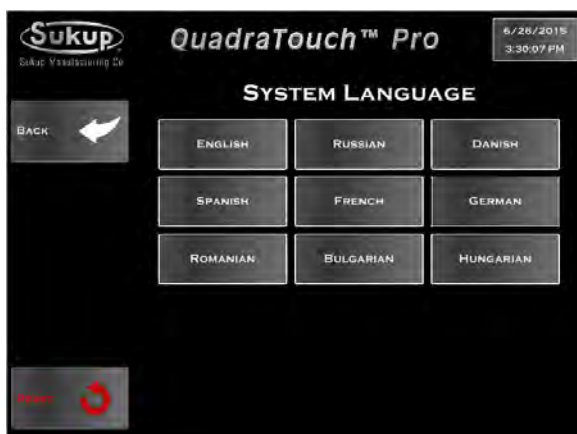 Sukup
Sukup Manufacturing Co
QuadraTouch™ Pro
6/26/2015
3:30:07 PM
SYSTEM LANGUAGE
BACK
ENGLISH
RUSSIAN
DANISH
SPANISH
FRENCH
GERMAN
ROMANIAN
BULGARIAN
HUNGARIAN
RESET